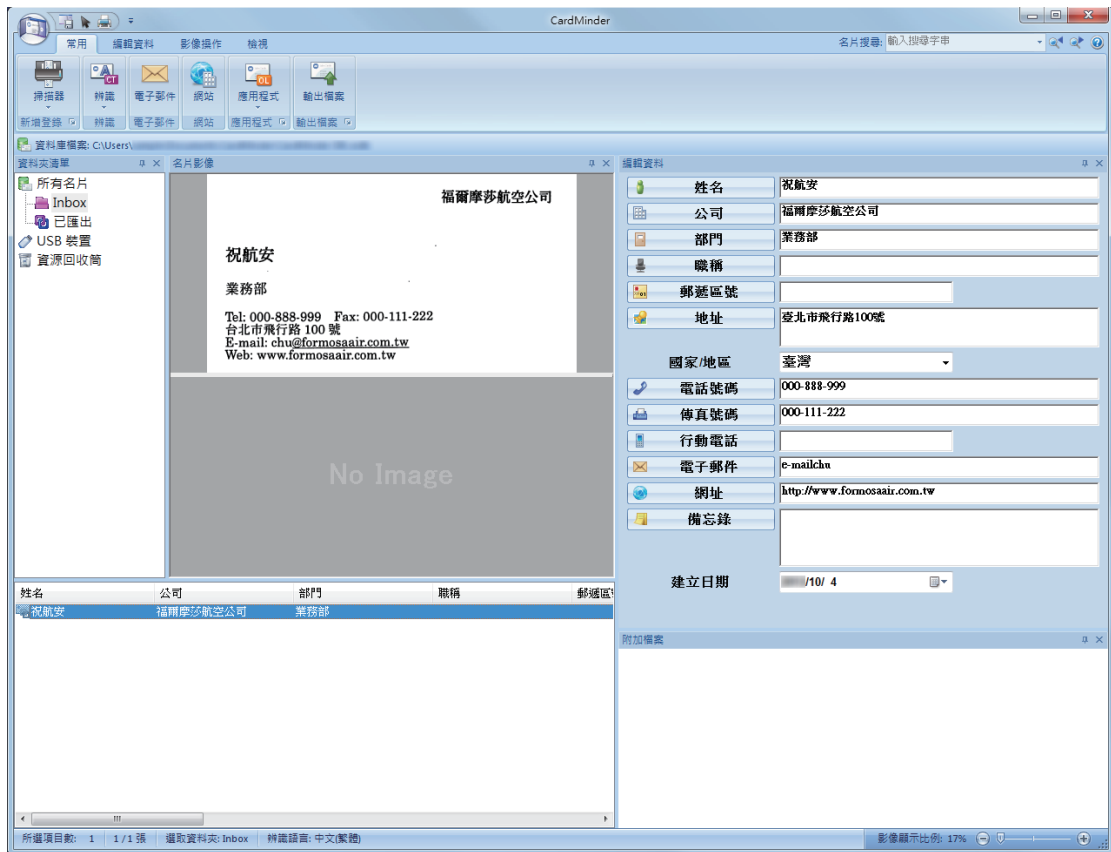 CardMinder
常用 編輯資料 影像操作 檢視
名片搜尋: 輸入搜尋字串
掃描器 辨識 電子郵件 網站 應用程式 輸出檔案
新增登錄 辨識 電子郵件 網站 應用程式 輸出檔案
資料庫檔案: C:\Users\
資料夾清單
所有名片
Inbox
已匯出
USB 裝置
資源回收筒
名片影像
福爾摩莎航空公司
祝航安
業務部
Tel: 000-888-999 Fax: 000-111-222
台北市飛行路 100 號
E-mail: chu@formosaair.com.tw
Web: www.formosaair.com.tw
No Image
編輯資料
姓名 祝航安
公司 福爾摩莎航空公司
部門 業務部
職稱
郵遞區號
地址 臺北市飛行路100號
國家/地區 臺灣
電話號碼 000-888-999
傳真號碼 000-111-222
行動電話
電子郵件 e-mailchu
網址 http://www.formosaair.com.tw
備忘錄
建立日期 /10/ 4
姓名 公司 部門 職稱 郵遞區
祝航安 福爾摩莎航空公司 業務部
附加檔案
所選項目數: 1 1 / 1 張 選取資料夾: Inbox 辨識語言: 中文(繁體)
影像顯示比例: 17%